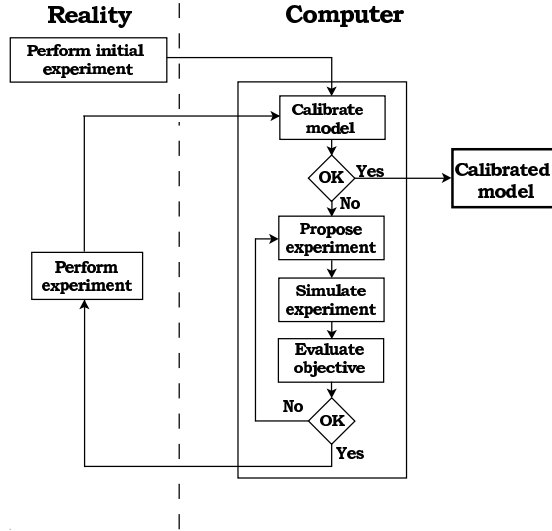 Reality
Computer
Perform initial
experiment
Calibrate
model
OK
Yes
Calibrated
model
No
Propose
experiment
Perform
experiment
Simulate
experiment
Evaluate
objective
No
OK
Yes